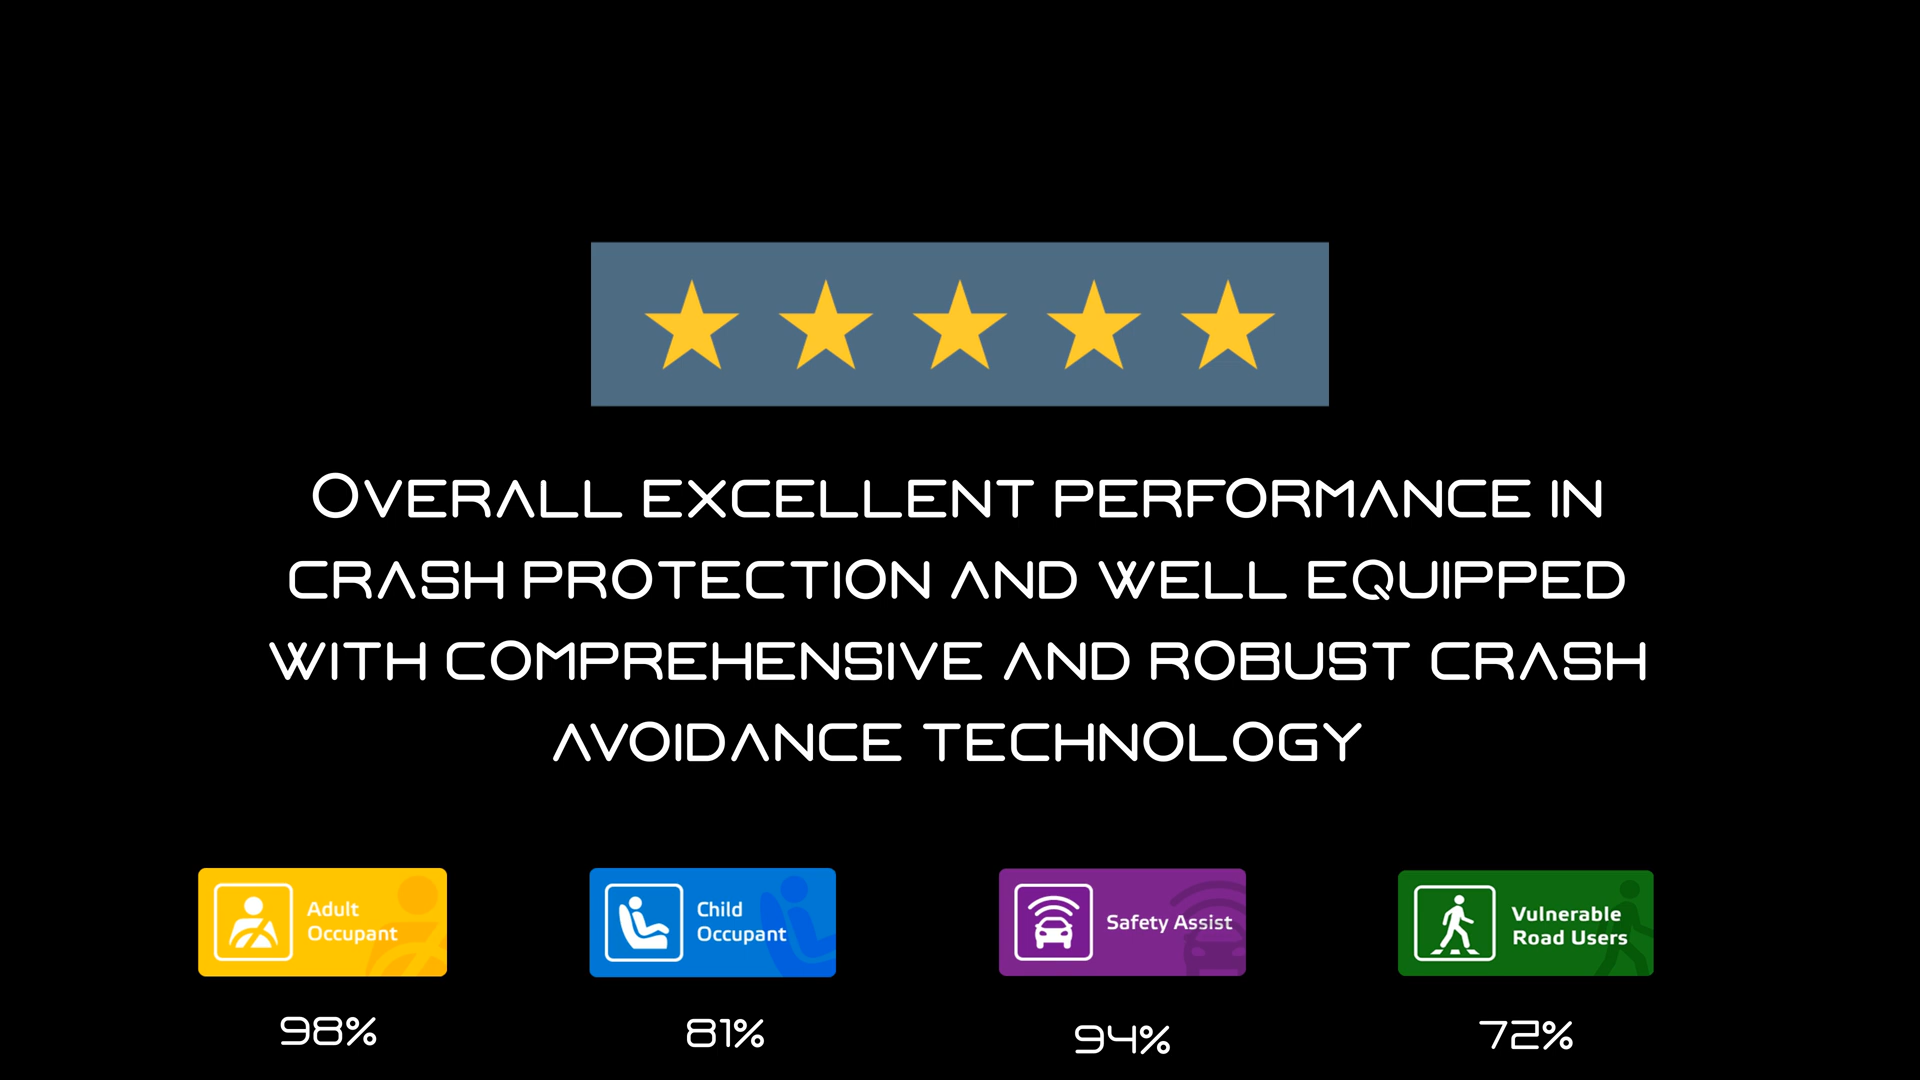 Overall excellent performance in
crash protection and well equipped
with comprehensive and robust crash
avoidance technology
Adult
Occupant
Child
Occupant
Safety Assist
Vulnerable
Road Users
98%
81%
94%
72%